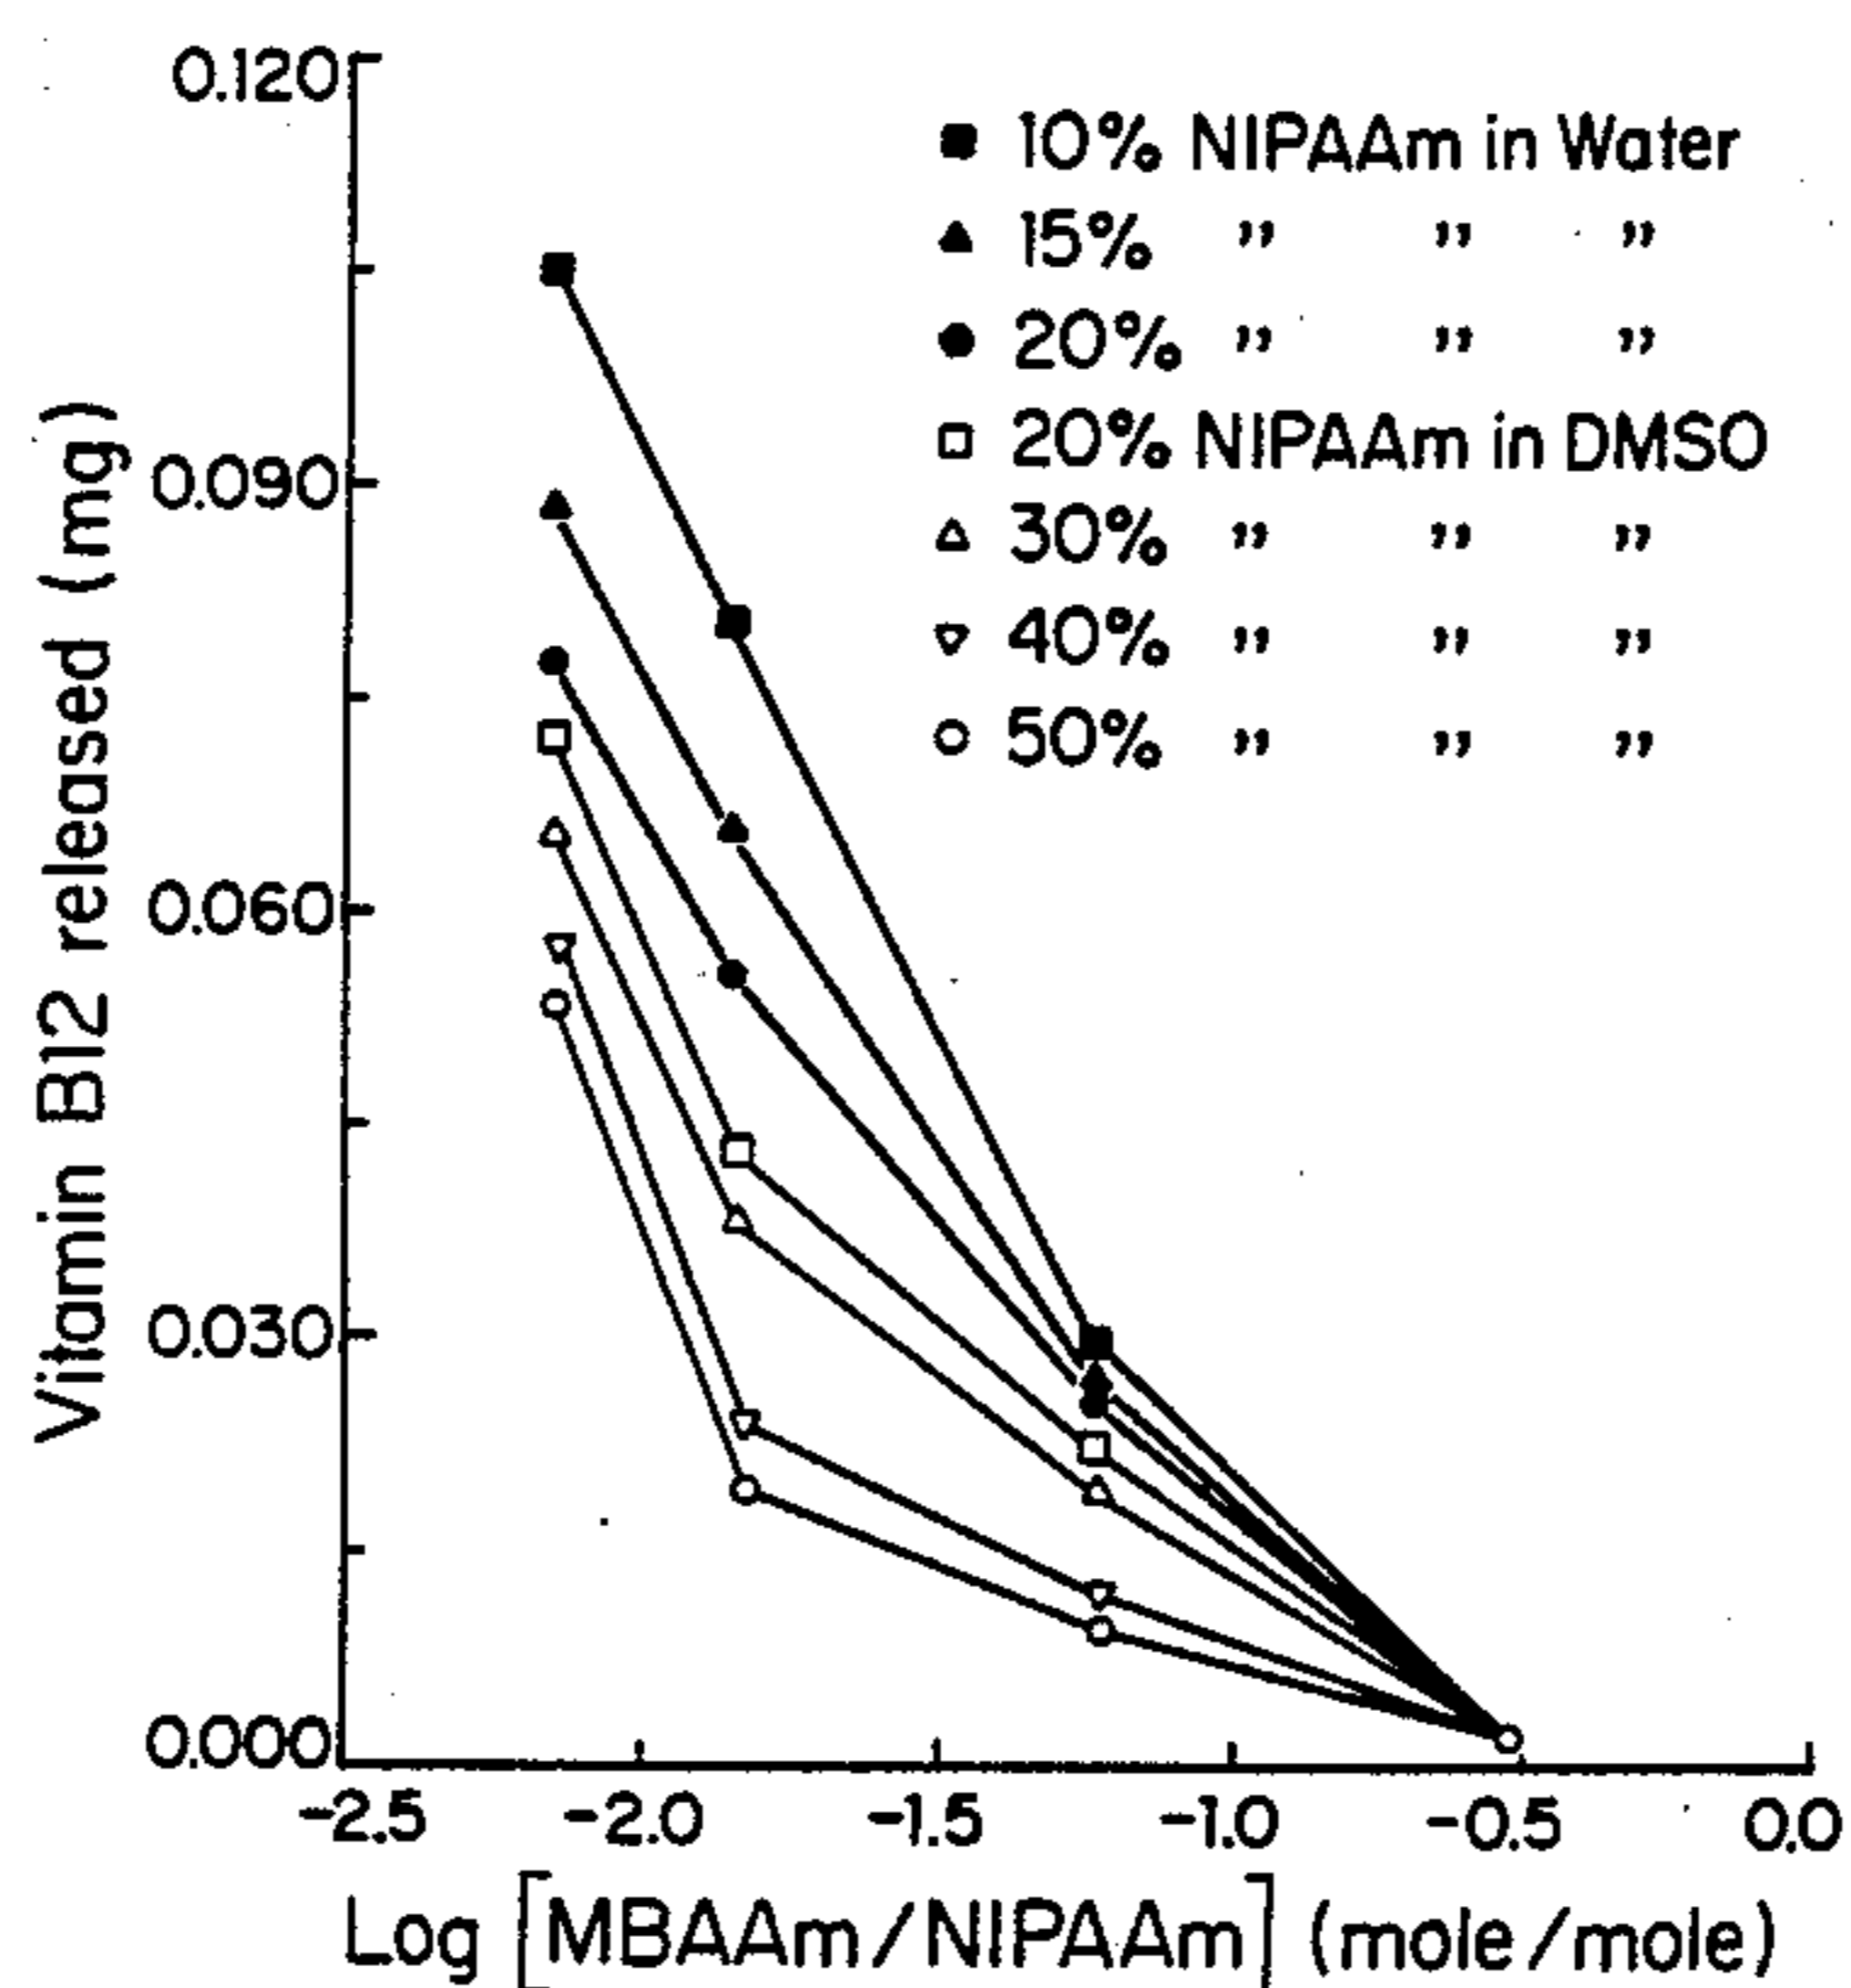 0.120
0.090
0.060
0.030
0.000
Vitamin B12 released (mg)
■ 10% NIPAAm in Water
▲ 15% " " "
● 20% " " "
□ 20% NIPAAm in DMSO
△ 30% " " "
▽ 40% " " "
○ 50% " " "
-2.5 -2.0 -1.5 -1.0 -0.5 0.0
Log [MBAAm/NIPAAm] (mole/mole)